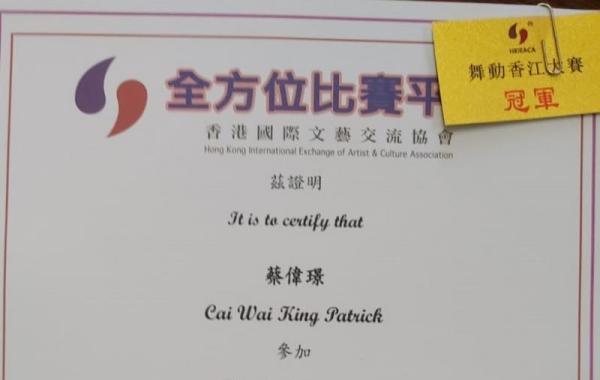 全方位比賽平
香港國際文藝交流協會
Hong Kong International Exchange of Artist & Culture Association
茲證明
It is to certify that
蔡偉璟
Cai Wai King Patrick
參加
HKIEACA
舞動香江大賽
冠軍